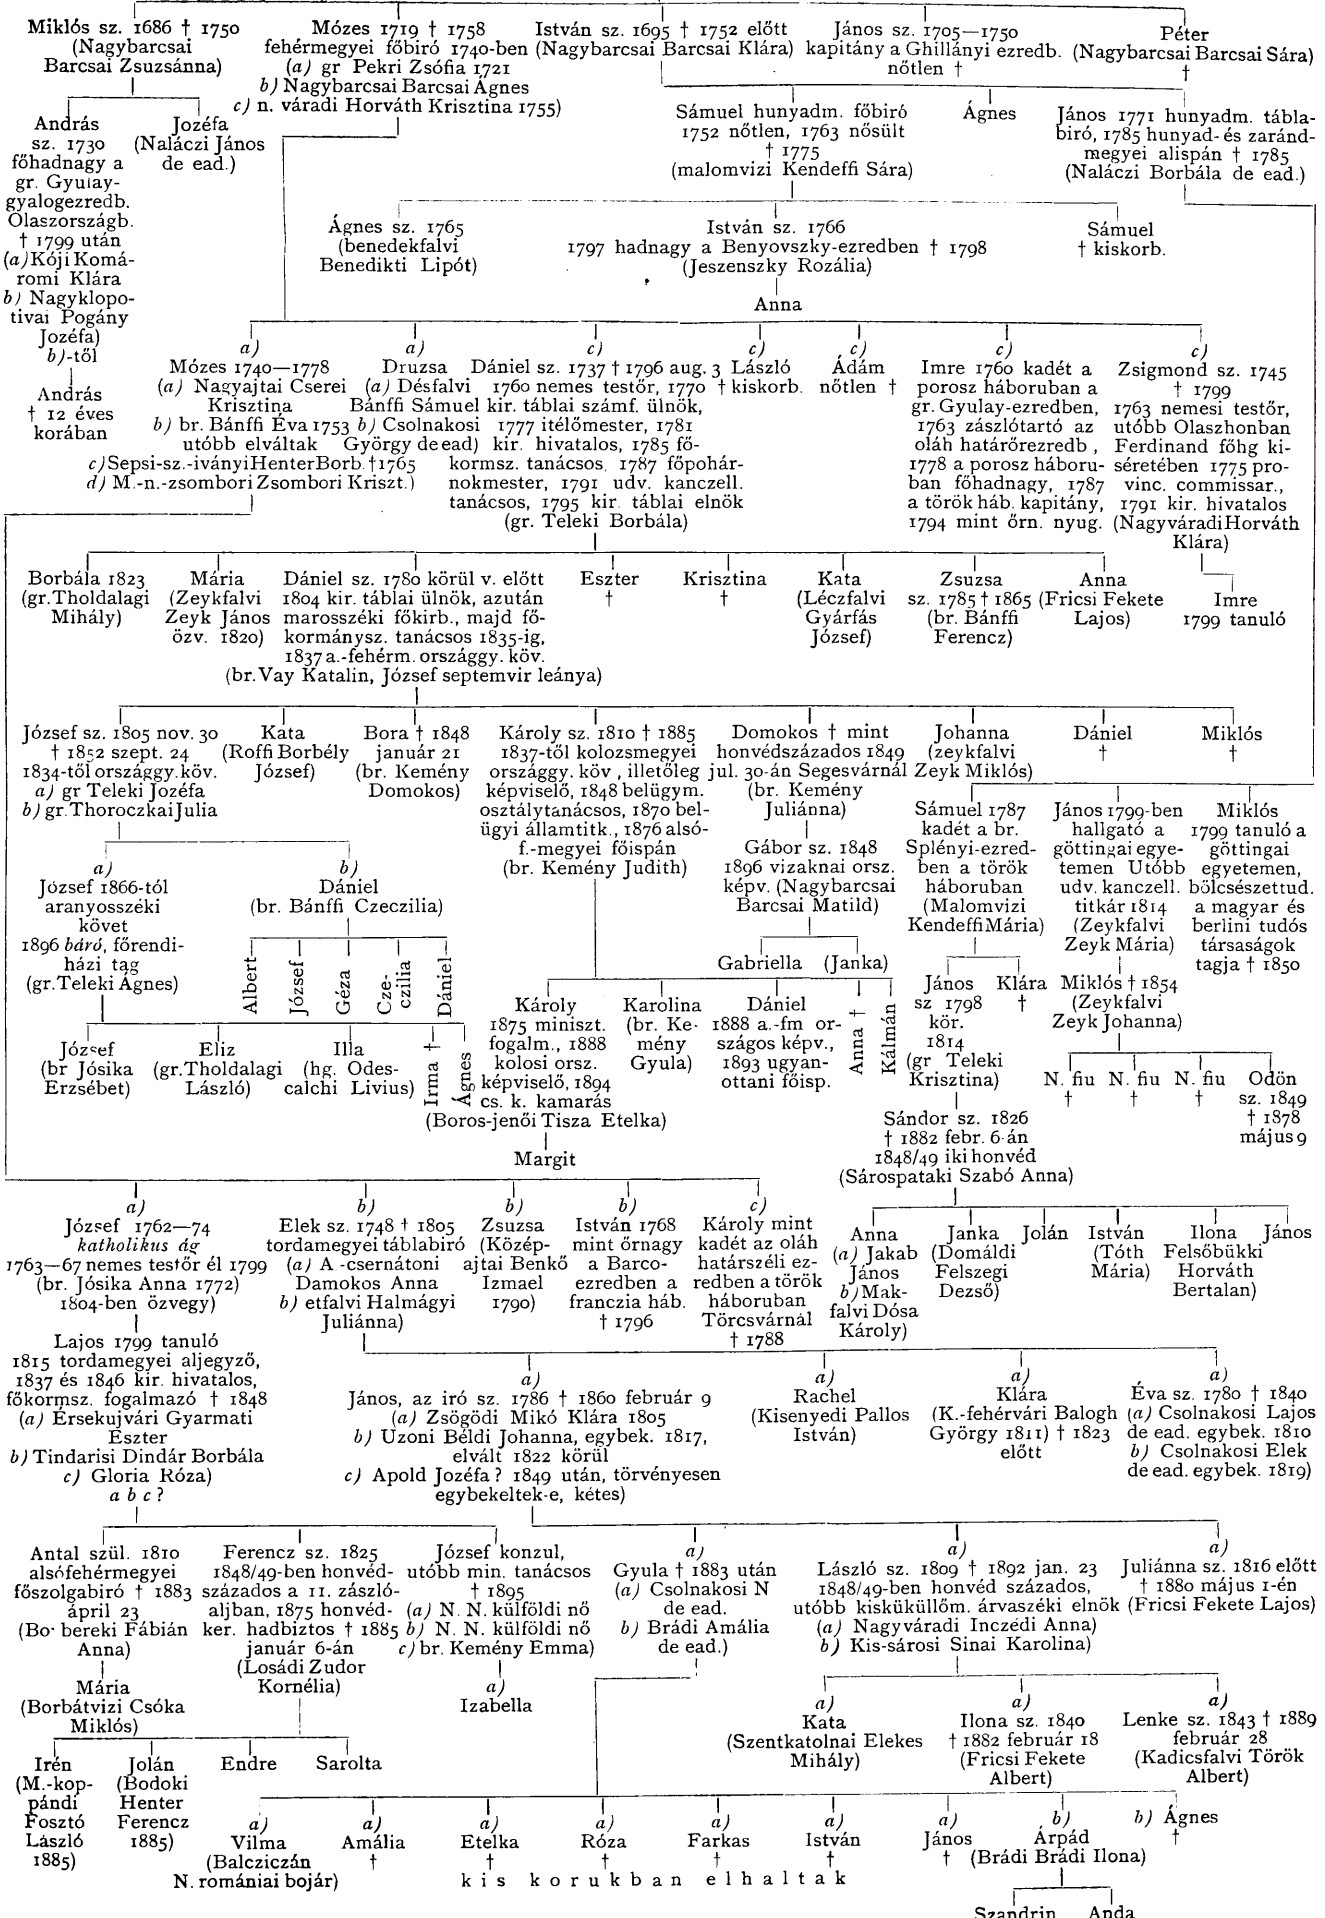 Miklós sz. 1686 † 1750
(Nagybarcsai
Barcsai Zsuzsánna)
Mózes 1719 † 1758
fehérmegyei főbiró 1740-ben
(a) gr Pekri Zsófia 1721
b) Nagybarcsai Barcsai Ágnes
c) n. váradi Horváth Krisztina 1755)
István sz. 1695 † 1752 előtt
(Nagybarcsai Barcsai Klára)
János sz. 1705—1750
kapitány a Ghillányi ezredb.
nőtlen †
Péter
(Nagybarcsai Barcsai Sára)
†
András
sz. 1730
főhadnagy a
gr. Gyulay-
gyalogezredb.
Olaszországb.
† 1799 után
(a) Kóji Komá-
romi Klára
b) Nagyklopo-
tivai Pogány
Jozéfa)
b)-től
András
† 12 éves
korában
Jozéfa
(Naláczi János
de ead.)
Sámuel hunyadm. főbiró
1752 nőtlen, 1763 nősült
† 1775
(malomvizi Kendeffi Sára)
Ágnes
János 1771 hunyadm. tábla-
biró, 1785 hunyad- és zaránd-
megyei alispán † 1785
(Naláczi Borbála de ead.)
Ágnes sz. 1765
(benedekfalvi
Benedikti Lipót)
István sz. 1766
1797 hadnagy a Benyovszky-ezredben † 1798
(Jeszenszky Rozália)
Sámuel
† kiskorb.
Anna
a)
Mózes 1740—1778
(a) Nagyajtai Cserei
Krisztina
b) br. Bánffi Éva 1753
utóbb elváltak
c) Sepsi-sz.-iványi Henter Borb. † 1765
d) M.-n.-zsombori Zsombori Kriszt.)
a)
Druzsa
(a) Désfalvi
Bánffi Sámuel
b) Csolnakosi
György de ead)
c)
Dániel sz. 1737 † 1796 aug. 3
1760 nemes testőr, 1770
kir. táblai számf. ülnök,
1777 itélőmester, 1781
kir. hivatalos, 1785 fő-
kormsz. tanácsos, 1787 főpohár-
nokmester, 1791 udv. kanczell.
tanácsos, 1795 kir. táblai elnök
(gr. Teleki Borbála)
c)
László
† kiskorb.
c)
Ádám
nőtlen †
c)
Imre 1760 kadét a
porosz háboruban a
gr. Gyulay-ezredben,
1763 zászlótartó az
oláh határőrezredb,
1778 a porosz háboru-
ban főhadnagy, 1787
a török háb. kapitány,
1794 mint őrn. nyug.
c)
Zsigmond sz. 1745
† 1799
1763 nemesi testőr,
utóbb Olaszhonban
Ferdinand főhg ki-
séretében 1775 pro-
vinc. commissar.,
1791 kir. hivatalos
(Nagyváradi Horváth
Klára)
Borbála 1823
(gr. Tholdalagi
Mihály)
Mária
(Zeykfalvi
Zeyk János
özv. 1820)
Dániel sz. 1780 körül v. előtt
1804 kir. táblai ülnök, azután
marosszéki főkirb., majd fő-
kormánysz. tanácsos 1835-ig,
1837 a.-fehérm. országgy. köv.
(br. Vay Katalin, József septemvir leánya)
Eszter
†
Krisztina
†
Kata
(Léczfalvi
Gyárfás
József)
Zsuzsa
sz. 1785 † 1865
(br. Bánffi
Ferencz)
Anna
(Fricsi Fekete
Lajos)
Imre
1799 tanuló
József sz. 1805 nov. 30
† 1852 szept. 24
1834-től országgy. köv.
a) gr Teleki Jozéfa
b) gr. Thoroczkai Julia
Kata
(Roffi Borbély
József)
Bora † 1848
január 21
(br. Kemény
Domokos)
Károly sz. 1810 † 1885
1837-től kolozsmegyei
országgy. köv, illetőleg
képviselő, 1848 belügym.
osztálytanácsos, 1870 bel-
ügyi államtitk., 1876 alsó-
f.-megyei főispán
(br. Kemény Judith)
Domokos † mint
honvédszázados 1849
jul. 30-án Segesvárnál
(br. Kemény
Juliánna)
Johanna
(zeykfalvi
Zeyk Miklós)
Dániel
†
Miklós
†
Gábor sz. 1848
1896 vizaknai orsz.
képv. (Nagybarcsai
Barcsai Matild)
Gabriella (Janka)
Sámuel 1787
kadét a br.
Splényi-ezred-
ben a török
háboruban
(Malomvizi
Kendeffi Mária)
János 1799-ben
hallgató a
göttingai egye-
temen Utóbb
udv. kanczell.
titkár 1814
(Zeykfalvi
Zeyk Mária)
Miklós
1799 tanuló a
göttingai
egyetemen,
bölcsészettud.
a magyar és
berlini tudós
társaságok
tagja † 1850
a)
József 1866-tól
aranyosszéki
követ
1896 báró, főrendi-
házi tag
(gr. Teleki Ágnes)
b)
Dániel
(br. Bánffi Czeczilia)
Albert
József
Géza
Cze-
czilia
Dániel
József
(br Jósika
Erzsébet)
Eliz
(gr. Tholdalagi
László)
Illa
(hg. Odes-
calchi Livius)
Irma †
Ágnes
Károly
1875 miniszt.
fogalm., 1888
kolosi orsz.
képviselő, 1894
cs. k. kamarás
(Boros-jenői Tisza Etelka)
Margit
Karolina
(br. Ke-
mény
Gyula)
Dániel
1888 a.-fm or-
szágos képv.,
1893 ugyan-
ottani főisp.
Anna †
Kálmán
János
sz 1798
kör.
1814
(gr Teleki
Krisztina)
Klára
†
Miklós † 1854
(Zeykfalvi
Zeyk Johanna)
N. fiu
†
N. fiu
†
N. fiu
†
Odön
sz. 1849
† 1878
május 9
Sándor sz. 1826
† 1882 febr. 6-án
1848/49 iki honvéd
(Sárospataki Szabó Anna)
a)
József 1762—74
katholikus ág
1763—67 nemes testőr él 1799
(br. Jósika Anna 1772)
1804-ben özvegy)
b)
Elek sz. 1748 † 1805
tordamegyei táblabiró
(a) A -csernátoni
Damokos Anna
b) etfalvi Halmágyi
Juliánna)
b)
Zsuzsa
(Közép-
ajtai Benkő
Izmael
1790)
b)
István 1768
mint őrnagy
a Barco-
ezredben a
franczia háb.
† 1796
c)
Károly mint
kadét az oláh
határszéli ez-
redben a török
háboruban
Törcsvárnál
† 1788
Anna
(a) Jakab
János
b) Mak-
falvi Dósa
Károly)
Janka
(Domáldi
Felszegi
Dezső)
Jolán
István
(Tóth
Mária)
Ilona
Felsőbükki
Horváth
Bertalan)
János
Lajos 1799 tanuló
1815 tordamegyei aljegyző,
1837 és 1846 kir. hivatalos,
főkormsz. fogalmazó † 1848
(a) Érsekujvári Gyarmati
Eszter
b) Tindarisi Dindár Borbála
c) Gloria Róza)
a b c ?
a)
János, az iró sz. 1786 † 1860 február 9
(a) Zsögödi Mikó Klára 1805
b) Uzoni Béldi Johanna, egybek. 1817,
elvált 1822 körül
c) Apold Jozéfa ? 1849 után, törvényesen
egybekeltek-e, kétes)
a)
Rachel
(Kisenyedi Pallos
István)
a)
Klára
(K.-fehérvári Balogh
György 1811) † 1823
előtt
a)
Éva sz. 1780 † 1840
(a) Csolnakosi Lajos
de ead. egybek. 1810
b) Csolnakosi Elek
de ead. egybek. 1819)
Antal szül. 1810
alsófehérmegyei
főszolgabiró † 1883
ápril 23
(Bo- bereki Fábián
Anna)
Ferencz sz. 1825
1848/49-ben honvéd-
százados a 11. zászló-
aljban, 1875 honvéd-
ker. hadbiztos † 1885
január 6-án
(Losádi Zudor
Kornélia)
József konzul,
utóbb min. tanácsos
† 1895
(a) N. N. külföldi nő
b) N. N. külföldi nő
c) br. Kemény Emma)
a)
Gyula † 1883 után
(a) Csolnakosi N
de ead.
b) Brádi Amália
de ead.)
a)
László sz. 1809 † 1892 jan. 23
1848/49-ben honvéd százados,
utóbb kisküküllőm. árvaszéki elnök
(a) Nagyváradi Inczédi Anna)
b) Kis-sárosi Sinai Karolina)
a)
Juliánna sz. 1816 előtt
† 1880 május 1-én
(Fricsi Fekete Lajos)
Mária
(Borbátvizi Csóka
Miklós)
a)
Izabella
a)
Kata
(Szentkatolnai Elekes
Mihály)
a)
Ilona sz. 1840
† 1882 február 18
(Fricsi Fekete
Albert)
a)
Lenke sz. 1843 † 1889
február 28
(Kadicsfalvi Török
Albert)
Irén
(M.-kop-
pándi
Fosztó
László
1885)
Jolán
(Bodoki
Henter
Ferencz
1885)
Endre
Sarolta
a)
Vilma
(Balcziczán
N. romániai bojár)
a)
Amália
†
a)
Etelka
†
a)
Róza
†
a)
Farkas
†
a)
István
†
kis korukban elhaltak
a)
János
†
b)
Árpád
(Brádi Brádi Ilona)
b) Ágnes
†
Szandrin
Anda